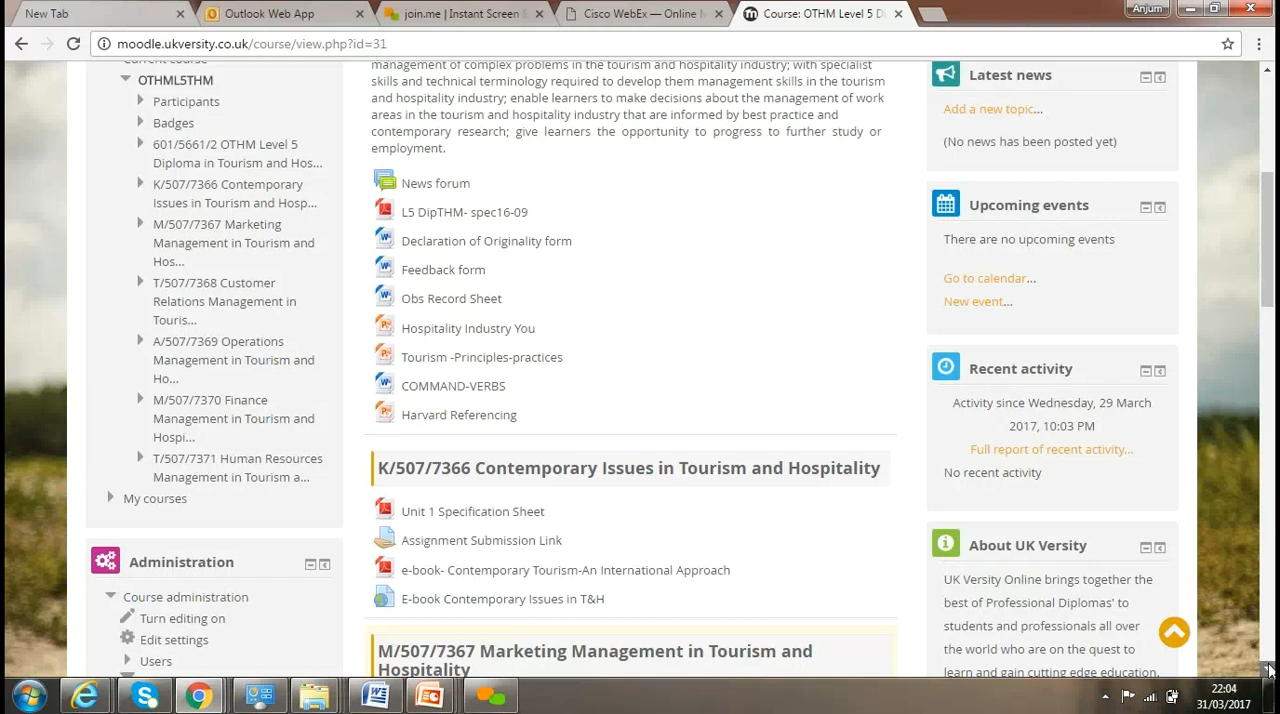 New Tab
Outlook Web App
join.me | Instant Screen S
Cisco WebEx — Online M
Course: OTHM Level 5 Di
Anjum
moodle.ukversity.co.uk/course/view.php?id=31
Current course
OTHML5THM
Participants
Badges
601/5661/2 OTHM Level 5
Diploma in Tourism and Hos...
K/507/7366 Contemporary
Issues in Tourism and Hosp...
M/507/7367 Marketing
Management in Tourism and
Hos...
T/507/7368 Customer
Relations Management in
Touris...
A/507/7369 Operations
Management in Tourism and
Ho...
M/507/7370 Finance
Management in Tourism and
Hospi...
T/507/7371 Human Resources
Management in Tourism a...
My courses
Administration
Course administration
Turn editing on
Edit settings
Users
management of complex problems in the tourism and hospitality industry; with specialist
skills and technical terminology required to develop them management skills in the tourism
and hospitality industry; enable learners to make decisions about the management of work
areas in the tourism and hospitality industry that are informed by best practice and
contemporary research; give learners the opportunity to progress to further study or
employment.
News forum
L5 DipTHM- spec16-09
Declaration of Originality form
Feedback form
Obs Record Sheet
Hospitality Industry You
Tourism -Principles-practices
COMMAND-VERBS
Harvard Referencing
K/507/7366 Contemporary Issues in Tourism and Hospitality
Unit 1 Specification Sheet
Assignment Submission Link
e-book- Contemporary Tourism-An International Approach
E-book Contemporary Issues in T&H
M/507/7367 Marketing Management in Tourism and
Hospitality
Latest news
Add a new topic...
(No news has been posted yet)
Upcoming events
There are no upcoming events
Go to calendar...
New event...
Recent activity
Activity since Wednesday, 29 March
2017, 10:03 PM
Full report of recent activity...
No recent activity
About UK Versity
UK Versity Online brings together the
best of Professional Diplomas' to
students and professionals all over
the world who are on the quest to
learn and gain cutting edge education.
22:04
31/03/2017